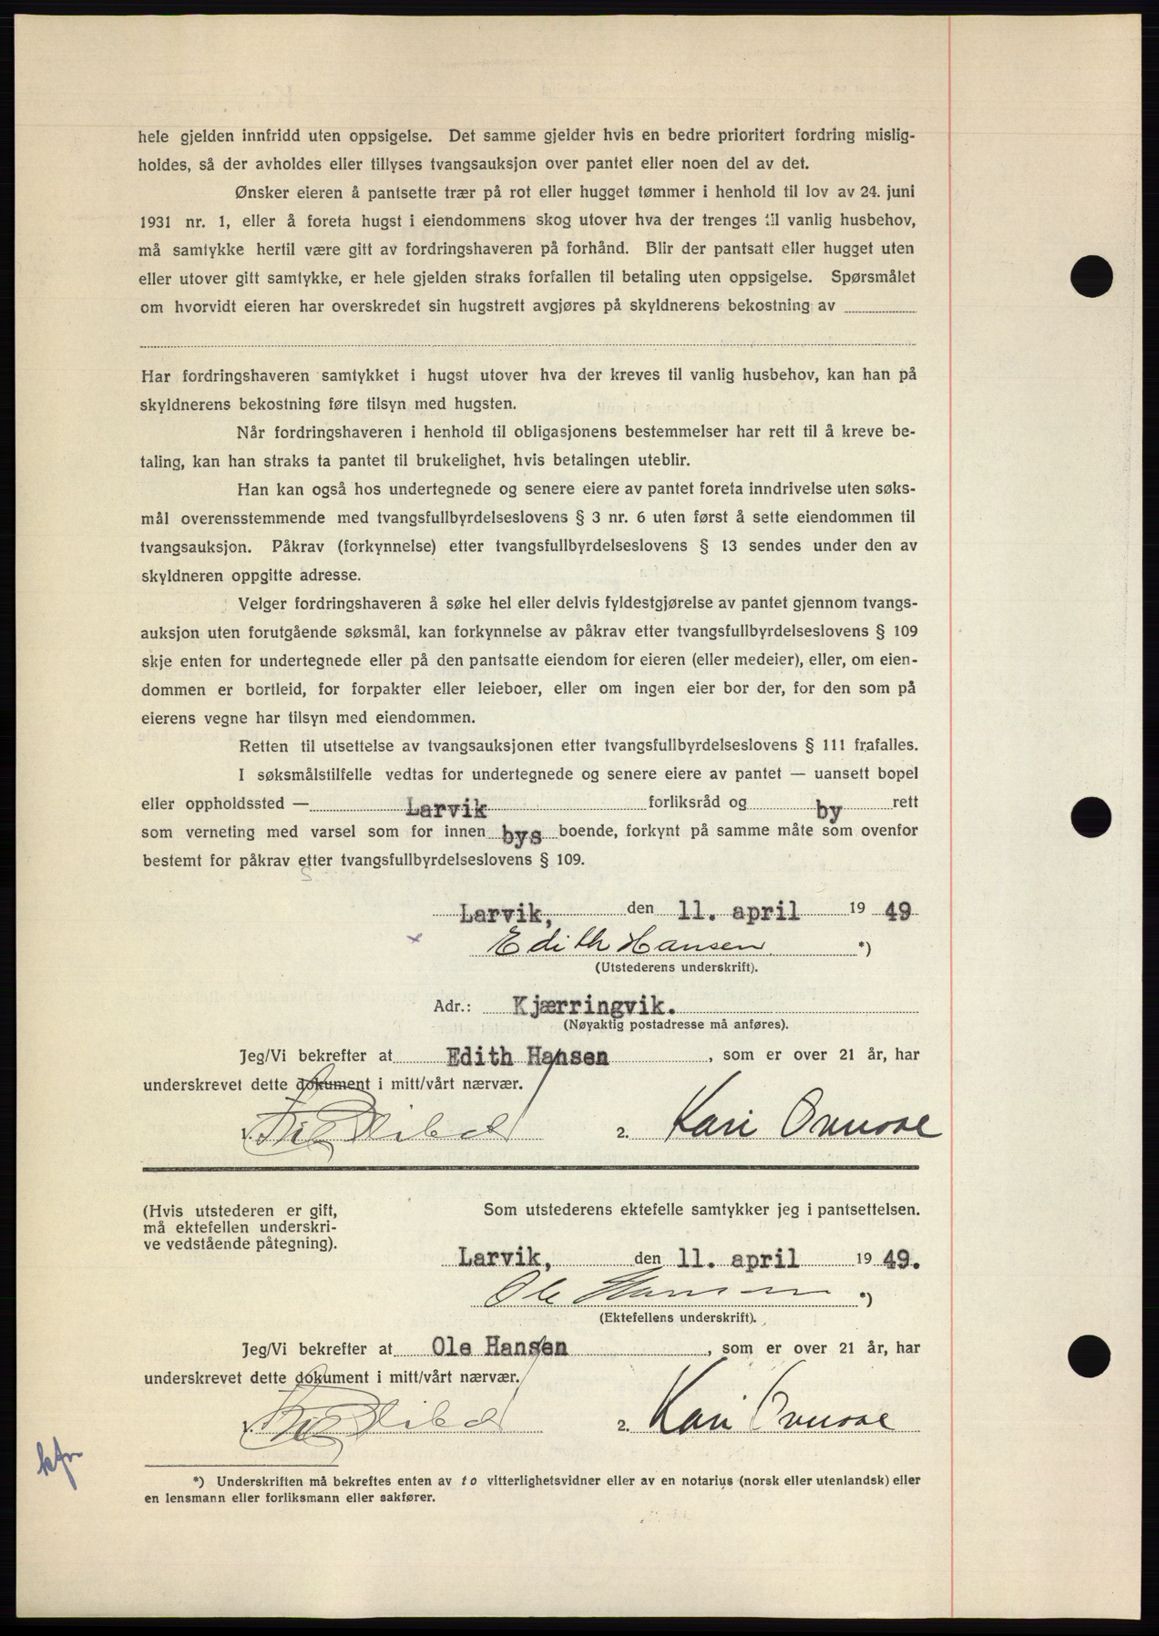 hele gjelden innfridd uten oppsigelse. Det samme gjelder hvis en bedre prioritert fordring mislig-
holdes, så der avholdes eller tillyses tvangsauksjon over pantet eller noen del av det.
Ønsker eieren å pantsette trær på rot eller hugget tømmer i henhold til lov av 24. juni
1931 nr. 1, eller å foreta hugst i eiendommens skog utover hva der trenges til vanlig husbehov,
må samtykke hertil være gitt av fordringshaveren på forhånd. Blir der pantsatt eller hugget uten
eller utover gitt samtykke, er hele gjelden straks forfallen til betaling uten oppsigelse. Spørsmålet
om hvorvidt eieren har overskredet sin hugstrett avgjøres på skyldnerens bekostning av
Har fordringshaveren samtykket i hugst utover hva der kreves til vanlig husbehov, kan han på
skyldnerens bekostning føre tilsyn med hugsten.
Når fordringshaveren i henhold til obligasjonens bestemmelser har rett til å kreve be-
taling, kan han straks ta pantet til brukelighet, hvis betalingen uteblir.
Han kan også hos undertegnede og senere eiere av pantet foreta inndrivelse uten søks-
mål overensstemmende med tvangsfullbyrdelseslovens § 3 nr. 6 uten først å sette eiendommen til
tvangsauksjon. Påkrav (forkynnelse) etter tvangsfullbyrdelseslovens § 13 sendes under den av
skyldneren oppgitte adresse.
Velger fordringshaveren å søke hel eller delvis fyldestgjørelse av pantet gjennom tvangs-
auksjon uten forutgående søksmål, kan forkynnelse av påkrav etter tvangsfullbyrdelseslovens § 109
skje enten for undertegnede eller på den pantsatte eiendom for eieren (eller medeier), eller, om eien-
dommen er bortleid, for forpakter eller leieboer, eller om ingen eier bor der, for den som på
eierens vegne har tilsyn med eiendommen.
Retten til utsettelse av tvangsauksjonen etter tvangsfullbyrdelseslovens § 111 frafalles.
I søksmålstilfelle vedtas for undertegnede og senere eiere av pantet — uansett bopel
eller oppholdssted — Larvik forliksråd og by rett
som verneting med varsel som for innen bys boende, forkynt på samme måte som ovenfor
bestemt for påkrav etter tvangsfullbyrdelseslovens § 109.
Larvik, den 11. april 19 49
Edith Hansen *)
(Utstederens underskrift).
Adr.: Kjærringvik.
(Nøyaktig postadresse må anføres).
Jeg/Vi bekrefter at Edith Hansen, som er over 21 år, har
underskrevet dette dokument i mitt/vårt nærvær.
1. 2. Kari
(Hvis utstederen er gift, Som utstederens ektefelle samtykker jeg i pantsettelsen.
må ektefellen underskri-
ve vedstående påtegning).
Larvik, den 11. april 19 49.
Ole Hansen *)
(Ektefellens underskrift).
Jeg/Vi bekrefter at Ole Hansen, som er over 21 år, har
underskrevet dette dokument i mitt/vårt nærvær.
1. 2. Kari
*) Underskriften må bekreftes enten av to vitterlighetsvidner eller av en notarius (norsk eller utenlandsk) eller
en lensmann eller forliksmann eller sakfører.